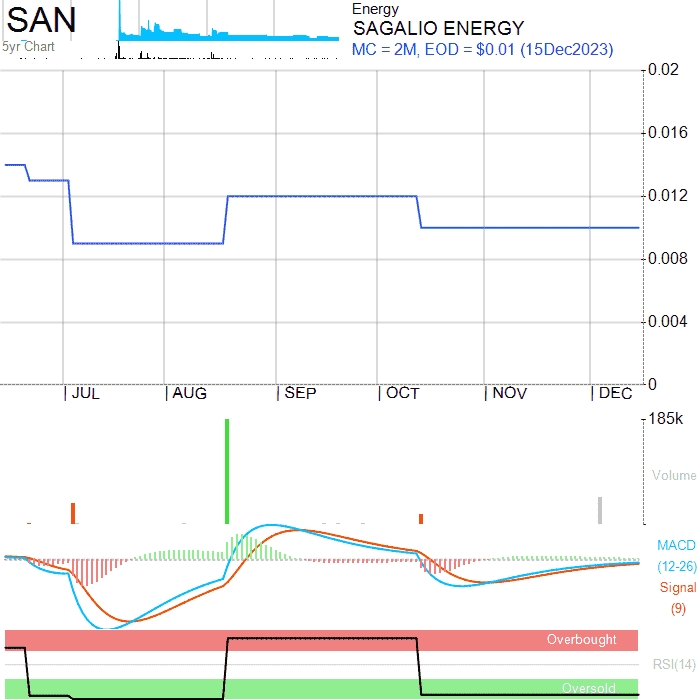 SAN
5yr Chart
Energy
SAGALIO ENERGY
MC = 2M, EOD = $0.01 (15Dec2023)
0.02
0.016
0.012
0.008
0.004
0
JUL AUG SEP OCT NOV DEC
185k
Volume
MACD
(12-26)
Signal
(9)
Overbought
RSI(14)
Oversold